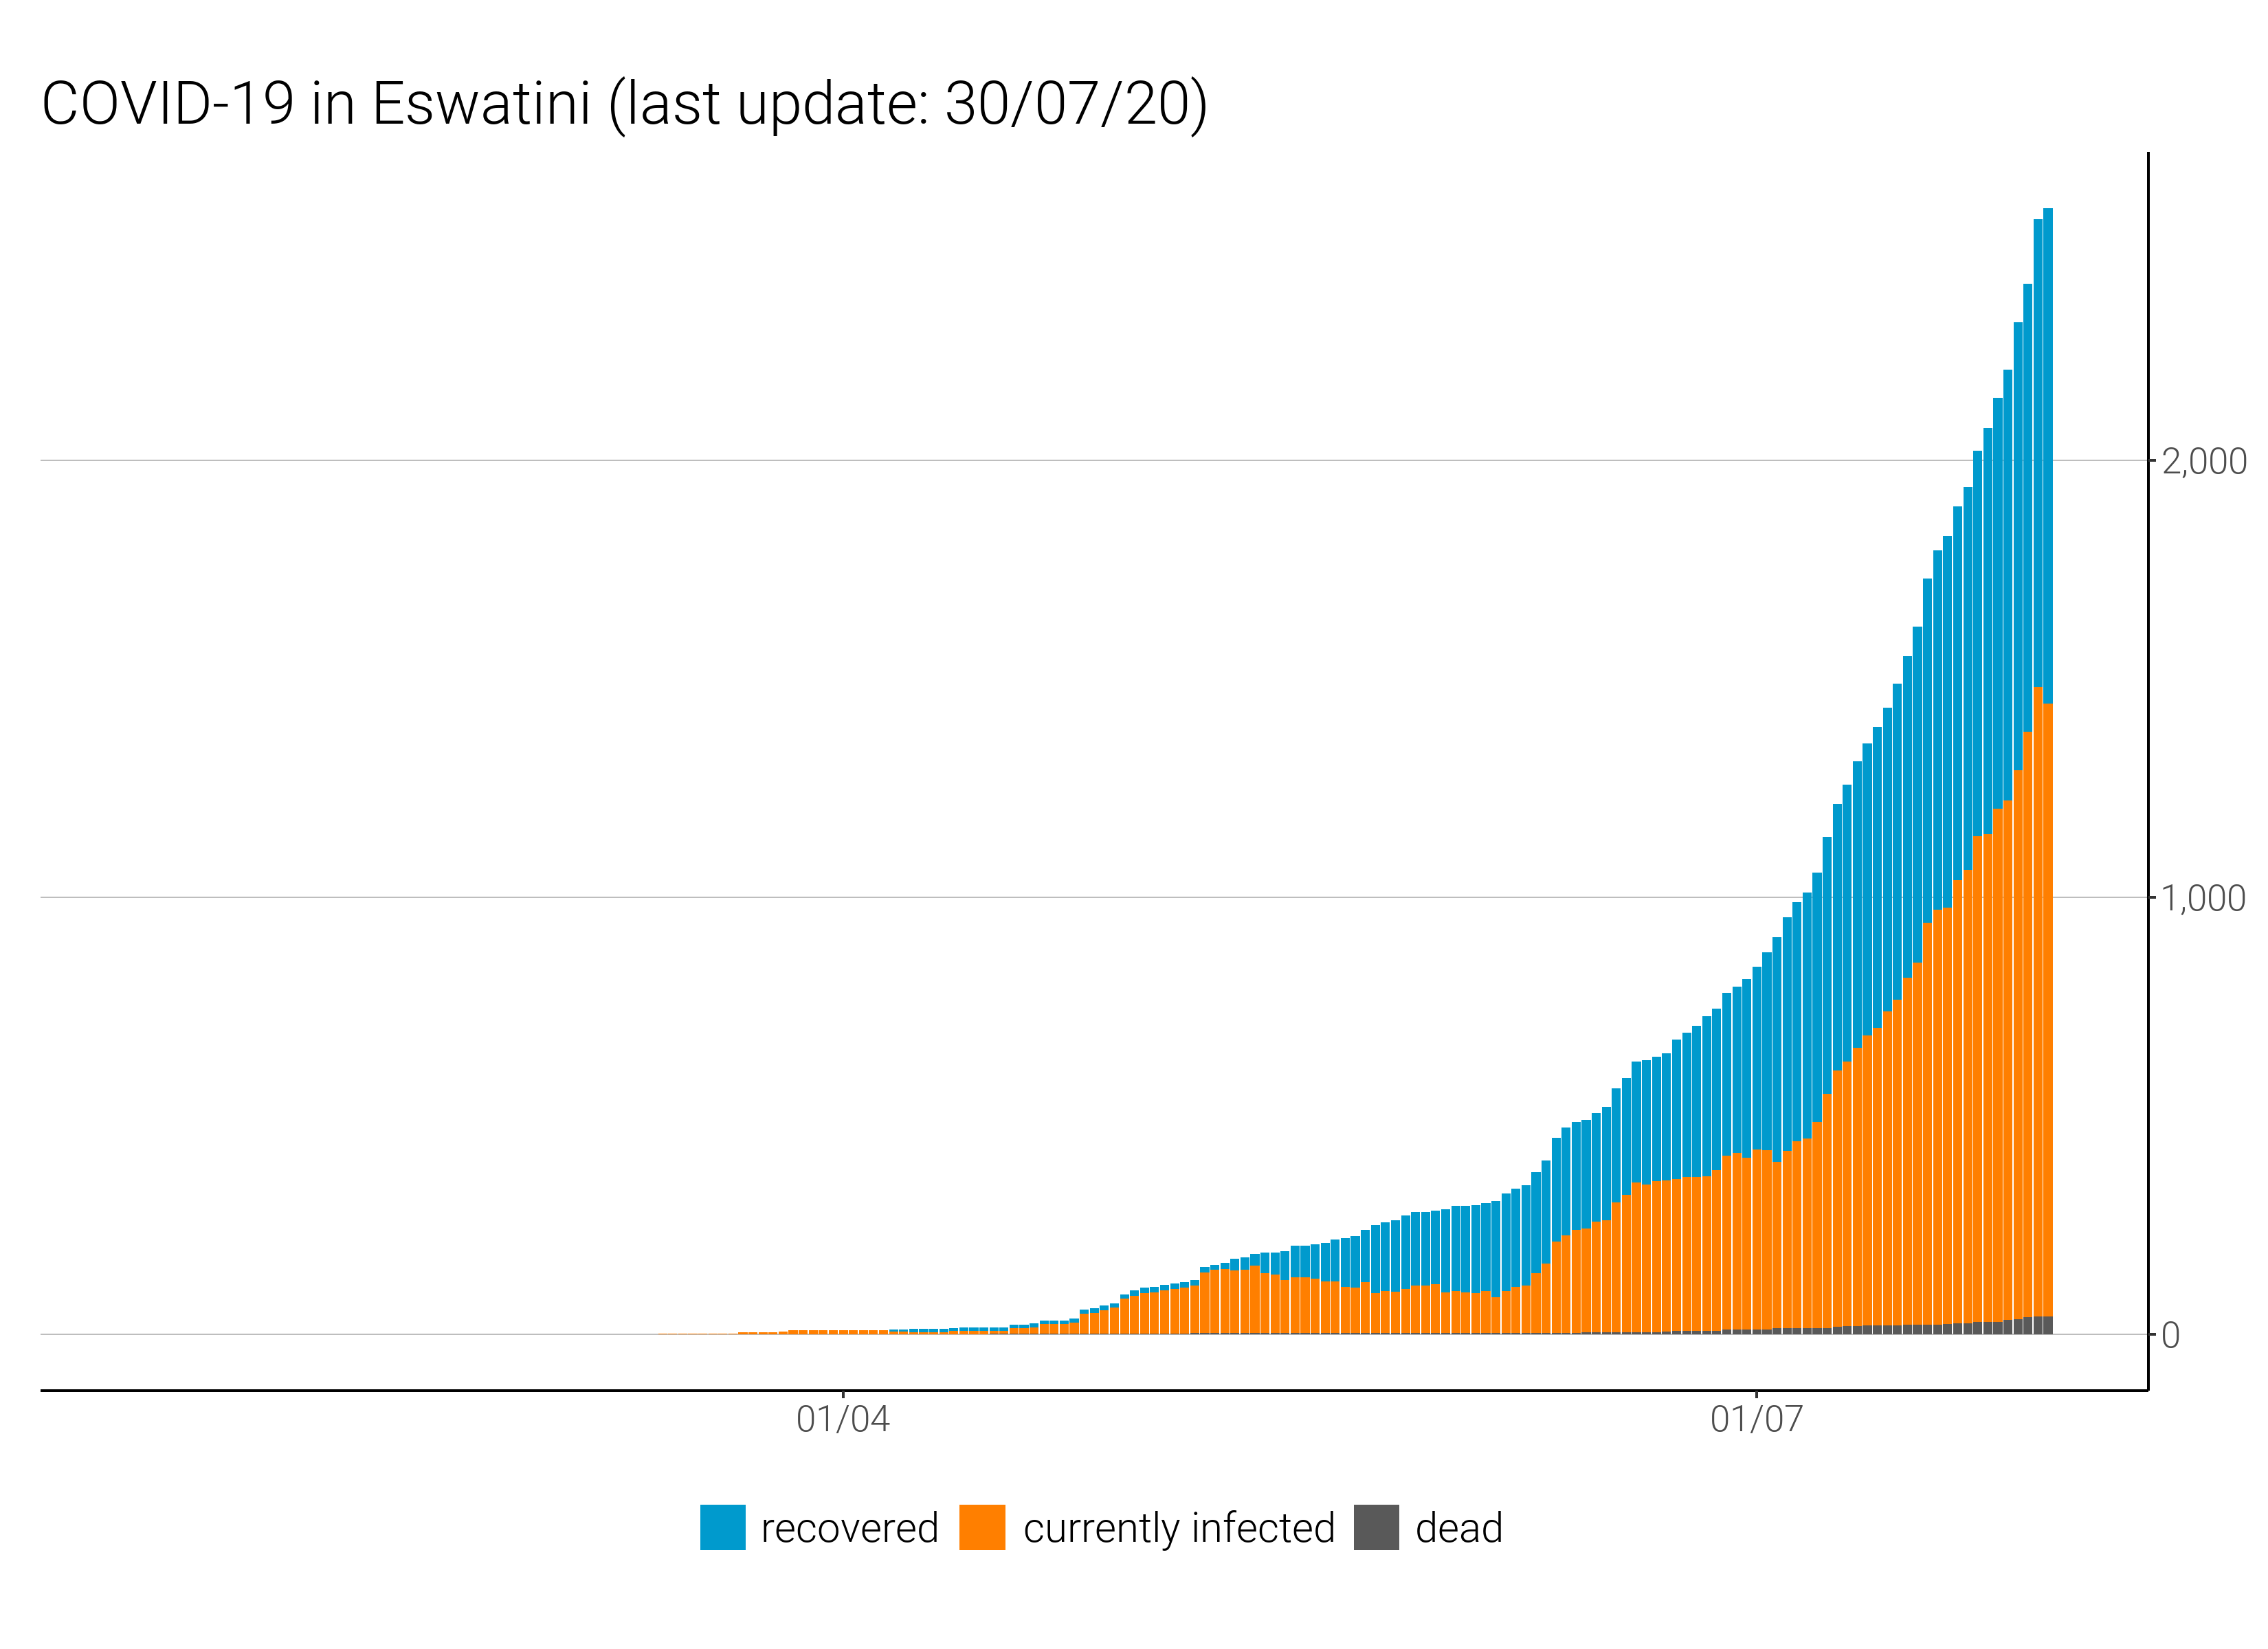 COVID-19 in Eswatini (last update: 30/07/20)
2,000
1,000
0
01/04 01/07
recovered currently infected dead